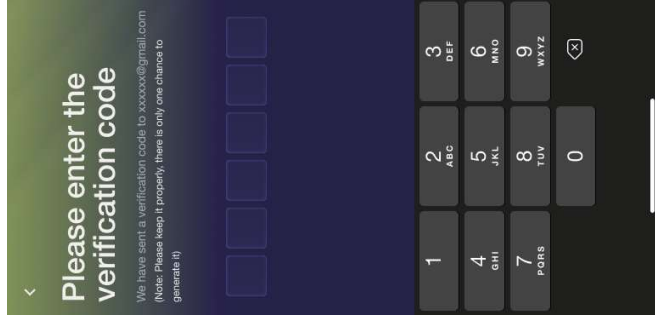 Please enter the
verification code
We have sent a verification code to xxxxxx@gmail.com
(Note: Please keep it properly, there is only one chance to
generate it)
1
2
ABC
3
DEF
4
GHI
5
JKL
6
MNO
7
PQRS
8
TUV
9
WXYZ
0